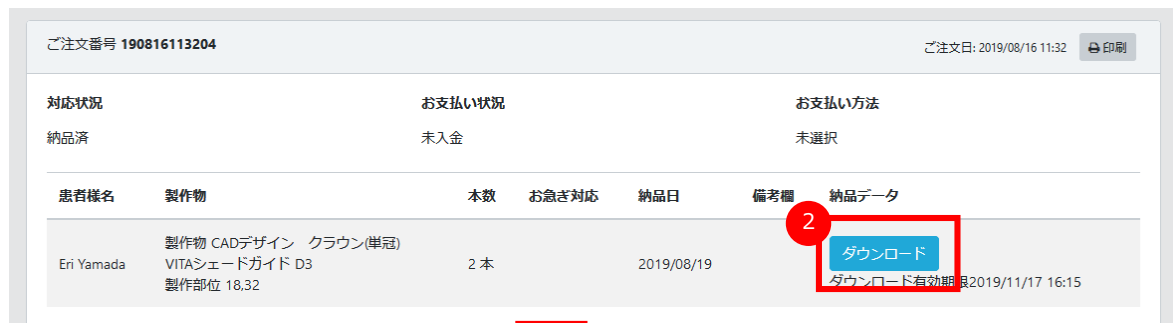 ご注文番号 190816113204
ご注文日: 2019/08/16 11:32 印刷
対応状況 お支払い状況 お支払い方法
納品済 未入金 未選択
患者様名 製作物 本数 お急ぎ対応 納品日 備考欄 納品データ
2
製作物 CADデザイン　クラウン(単冠)
Eri Yamada VITAシェードガイド D3 2 本 2019/08/19 ダウンロード
製作部位 18,32
ダウンロード有効期限2019/11/17 16:15